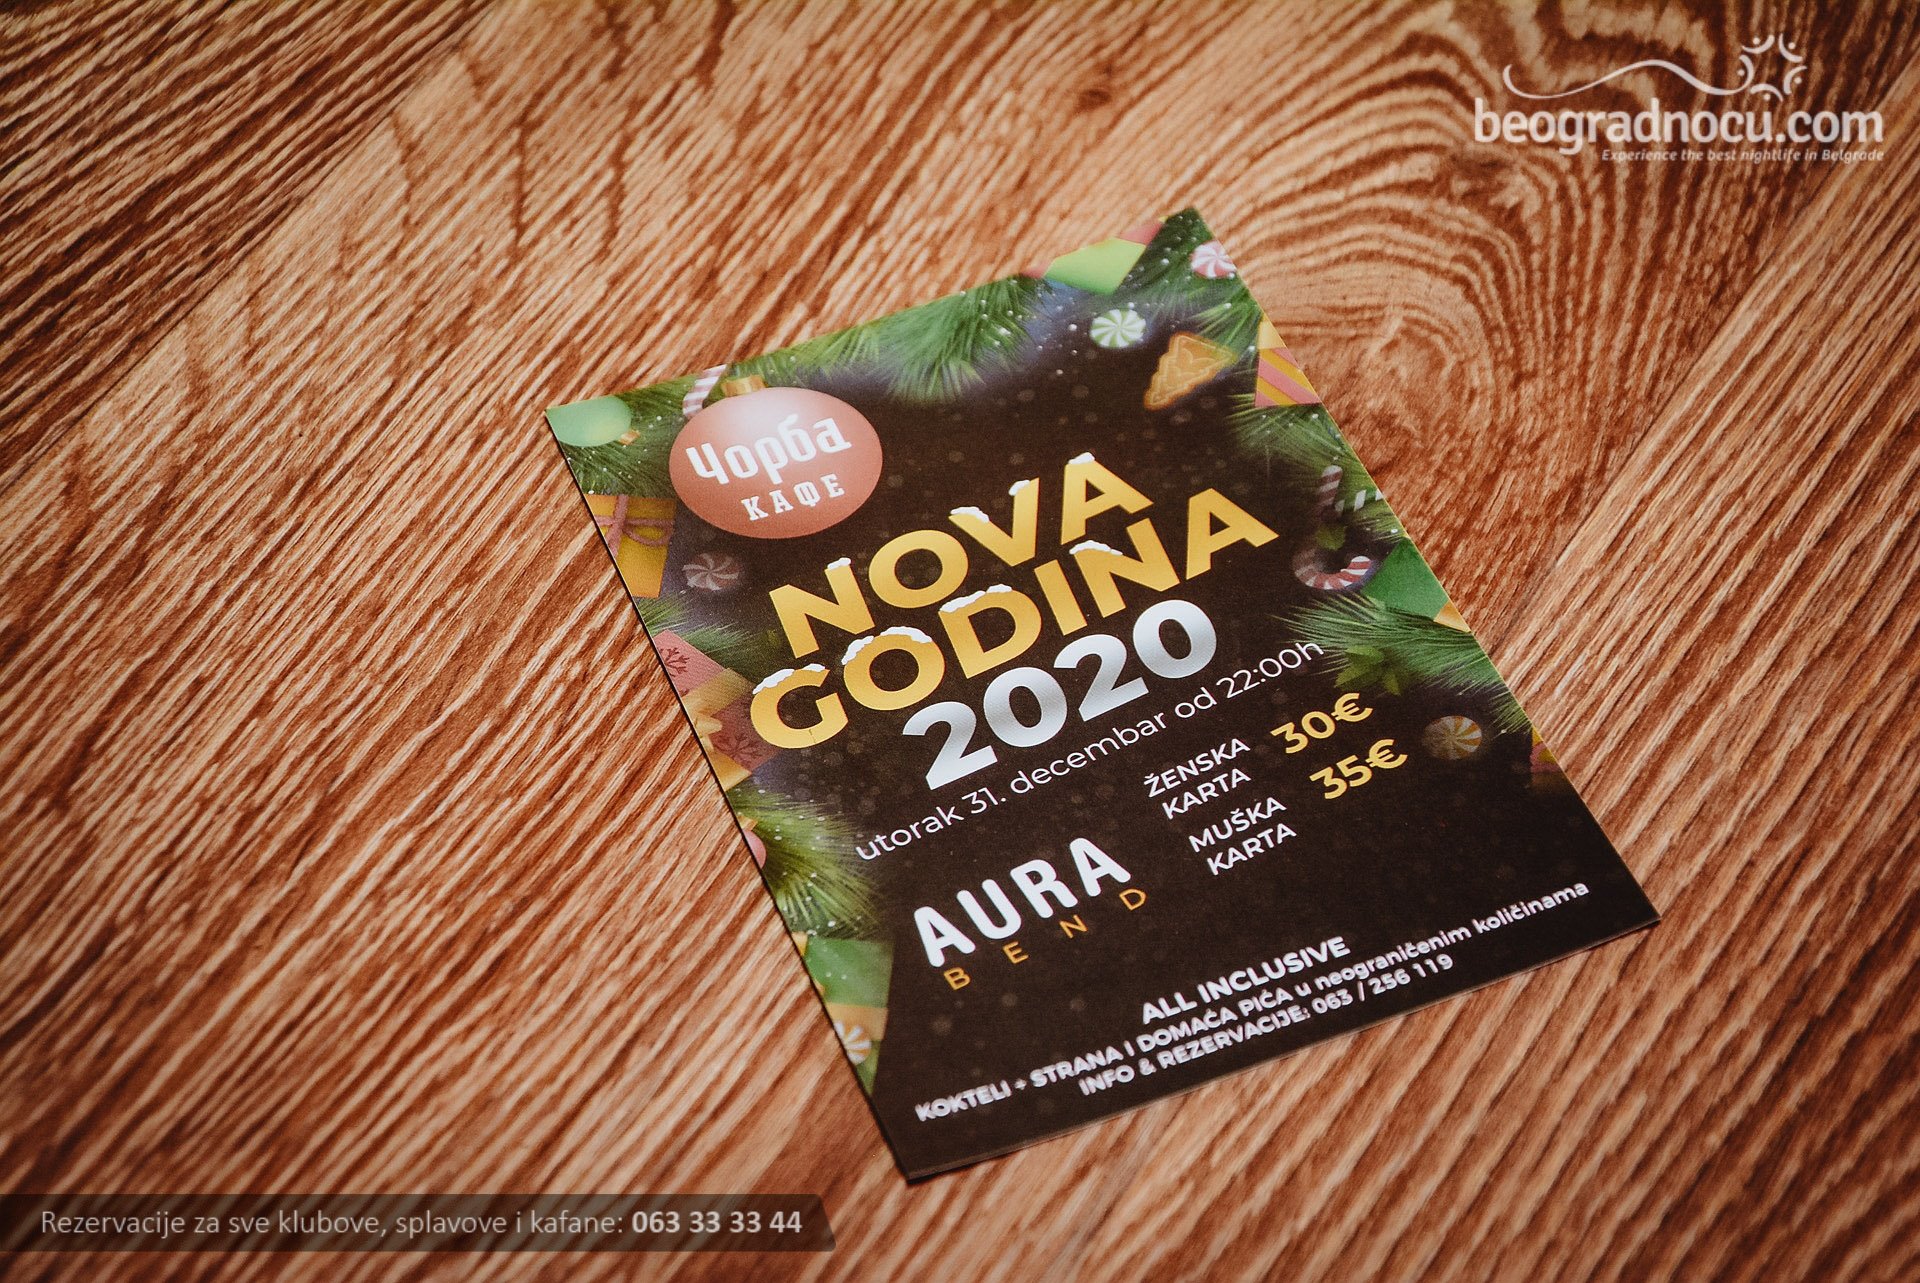 beogradnocu.com
Experience the best nightlife in Belgrade
Чорба
КАФЕ
NOVA
GODINA
2020
utorak 31. decembar od 22:00h
ŽENSKA
KARTA
30€
MUŠKA
KARTA
35€
AURA
BEND
ALL INCLUSIVE
KOKTELI + STRANA I DOMAĆA PIĆA u neograničenim količinama
INFO & REZERVACIJE: 063 / 256 119
Rezervacije za sve klubove, splavove i kafane: 063 33 33 44